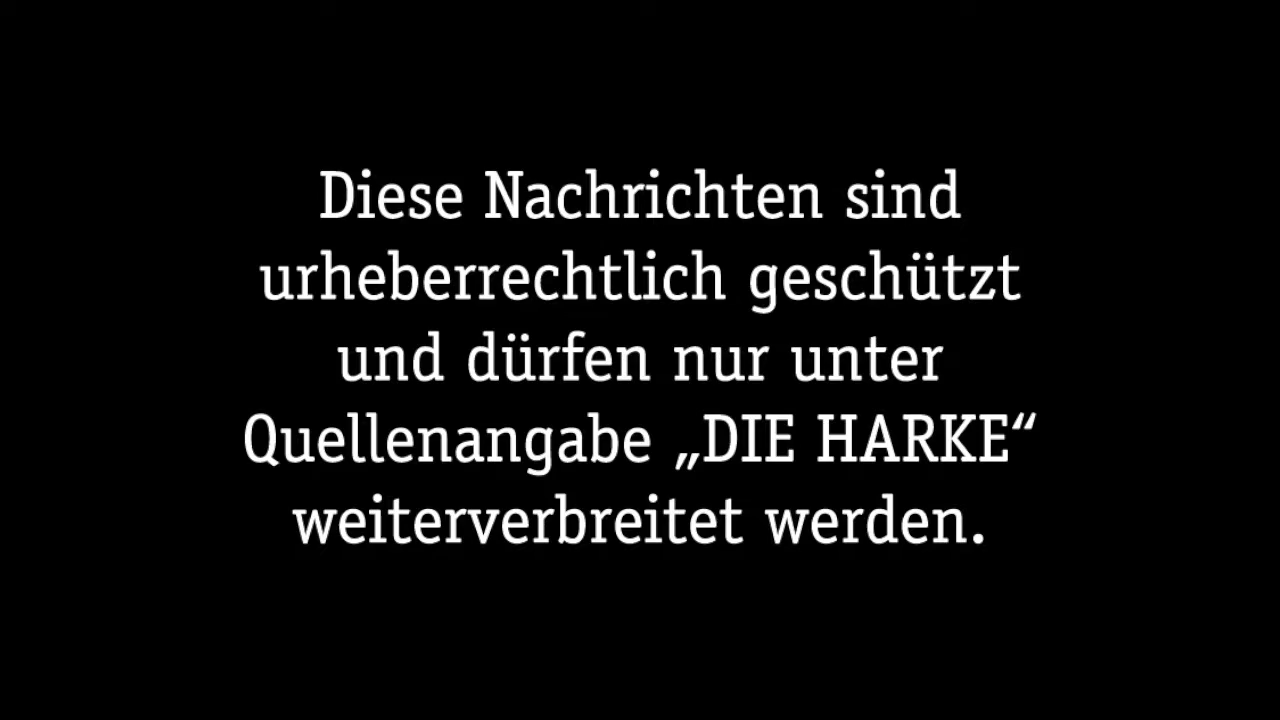 Diese Nachrichten sind
urheberrechtlich geschützt
und dürfen nur unter
Quellenangabe „DIE HARKE“
weiterverbreitet werden.